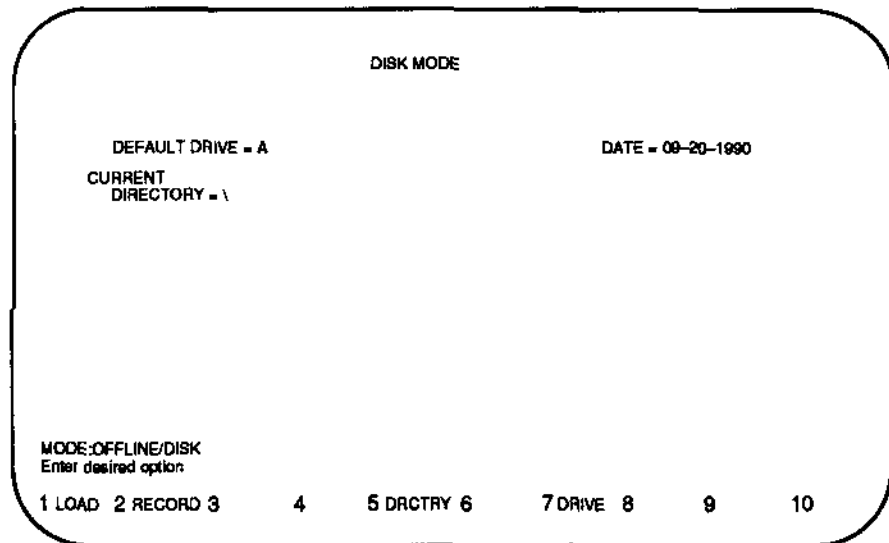 DISK MODE
DEFAULT DRIVE = A DATE = 09-20-1990
CURRENT
DIRECTORY = \
MODE:OFFLINE/DISK
Enter desired option:
1 LOAD 2 RECORD 3 4 5 DRCTRY 6 7 DRIVE 8 9 10